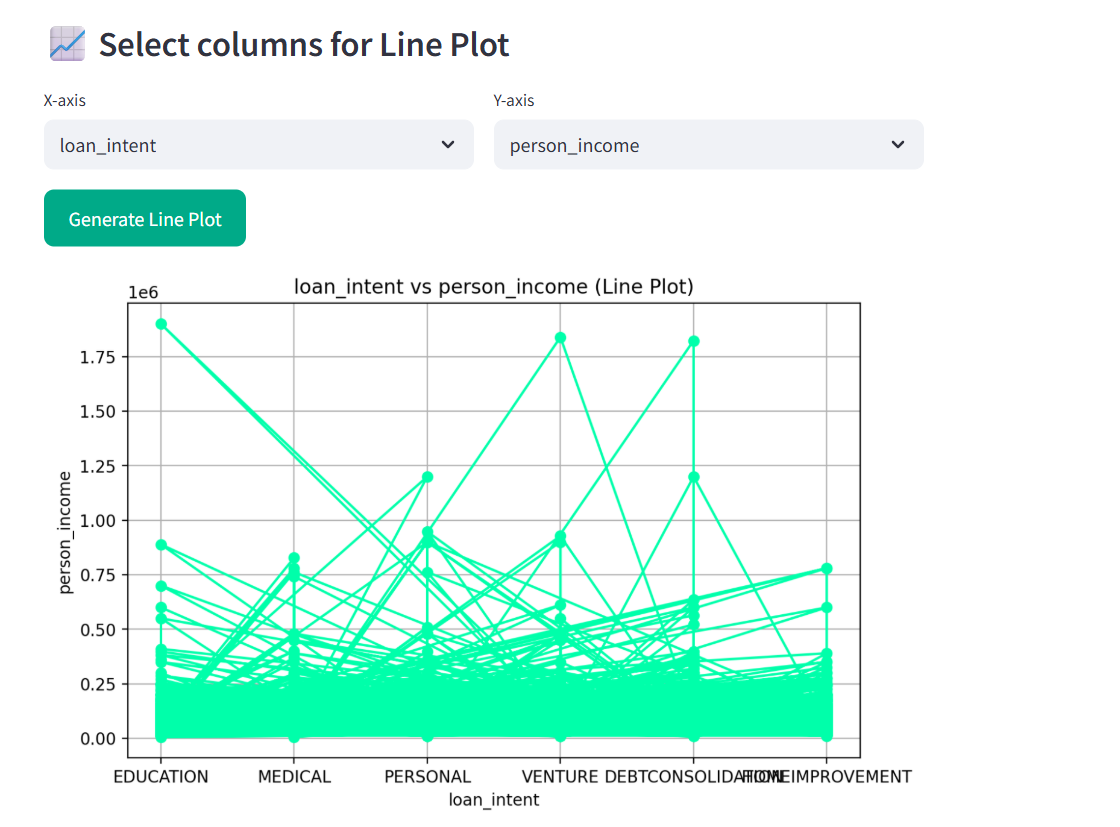 Select columns for Line Plot
X-axis
Y-axis
loan_intent
person_income
Generate Line Plot
loan_intent vs person_income (Line Plot)
1e6
1.75
1.50
1.25
1.00
0.75
0.50
0.25
0.00
person_income
EDUCATION MEDICAL PERSONAL VENTURE DEBTCONSOLIDATION HOMEIMPROVEMENT
loan_intent